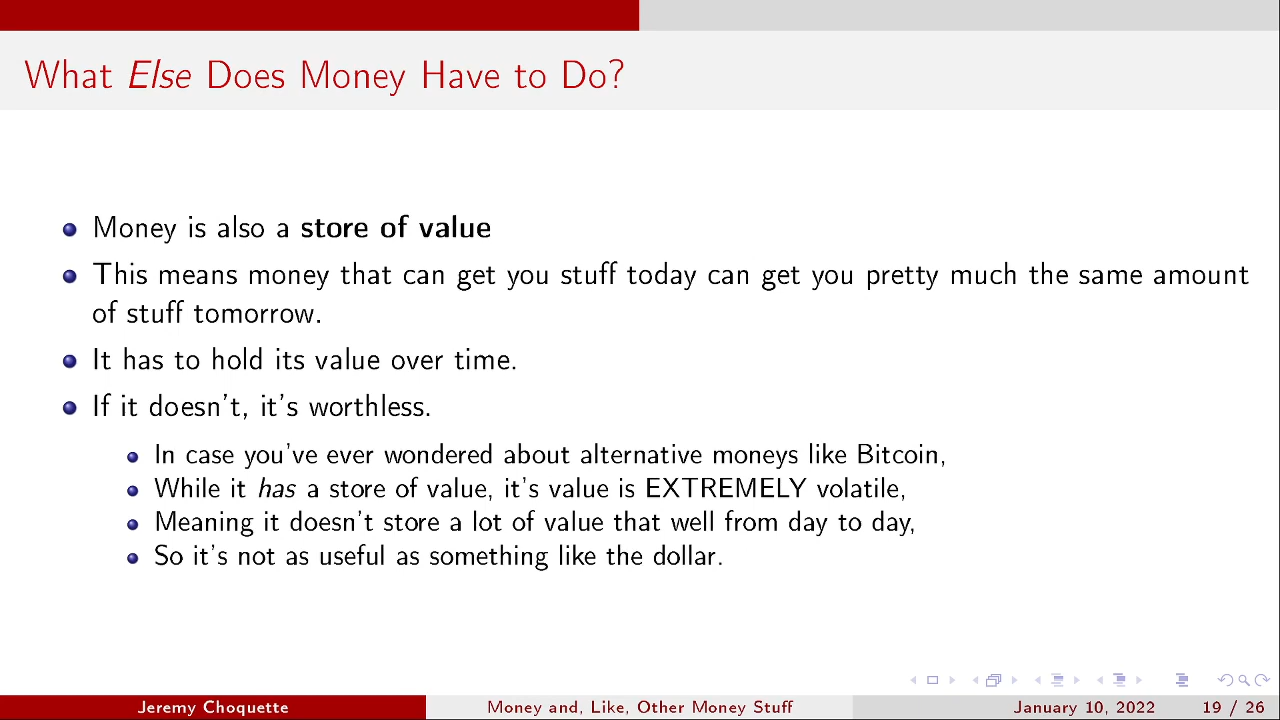 What Else Does Money Have to Do?
Money is also a store of value
This means money that can get you stuff today can get you pretty much the same amount
of stuff tomorrow.
It has to hold its value over time.
If it doesn't, it's worthless.
In case you've ever wondered about alternative moneys like Bitcoin,
While it has a store of value, it's value is EXTREMELY volatile,
Meaning it doesn't store a lot of value that well from day to day,
So it's not as useful as something like the dollar.
Jeremy Choquette
Money and, Like, Other Money Stuff
January 10, 2022
19 / 26